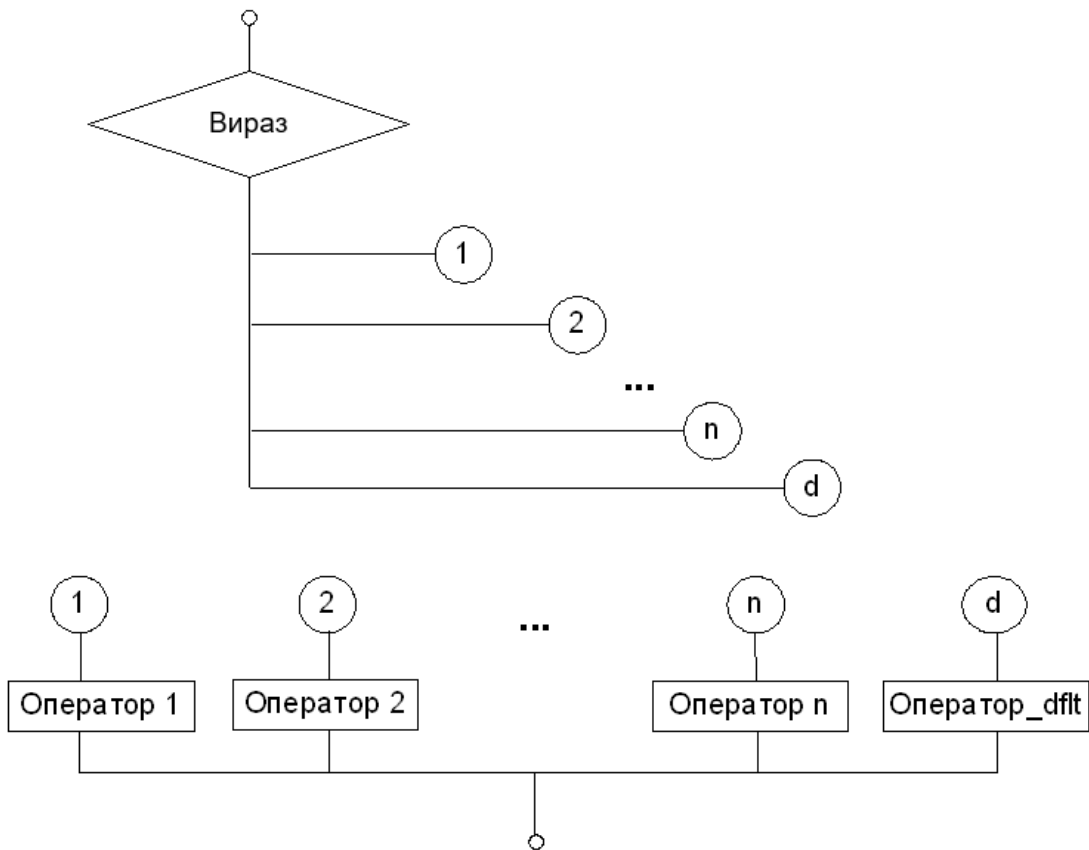 Вираз
1
2
...
n
d
1 2 ... n d
Оператор 1 Оператор 2 Оператор n Оператор_dflt